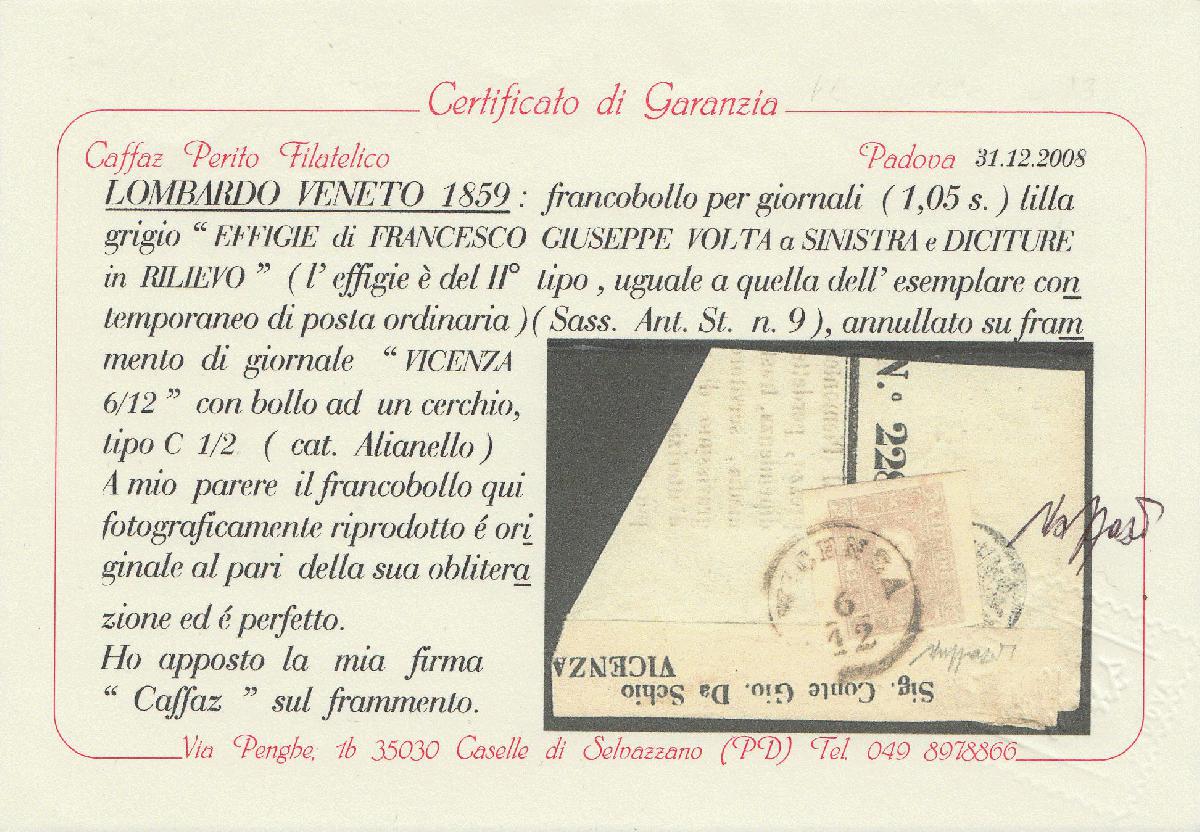 Certificato di Garanzia
Caffaz Perito Filatelico Padova 31.12.2008
LOMBARDO VENETO 1859 : francobollo per giornali ( 1,05 s. ) lilla
grigio “ EFFIGIE di FRANCESCO GIUSEPPE VOLTA a SINISTRA e DICITURE
in RILIEVO ” ( l’ effigie è del II° tipo , uguale a quella dell’ esemplare con
temporaneo di posta ordinaria ) ( Sass. Ant. St. n. 9 ), annullato su fram
mento di giornale “ VICENZA
6/12 ” con bollo ad un cerchio,
tipo C 1/2 ( cat. Alianello )
A mio parere il francobollo qui
fotograficamente riprodotto é ori
ginale al pari della sua oblitera
zione ed é perfetto.
Ho apposto la mia firma
“ Caffaz ” sul frammento.
N.° 228
VICENZA
6
12
VICENZA
Sig. Conte Gio. Da Schio
Via Penghe, 1b 35030 Caselle di Selvazzano (PD) Tel. 049 8978866